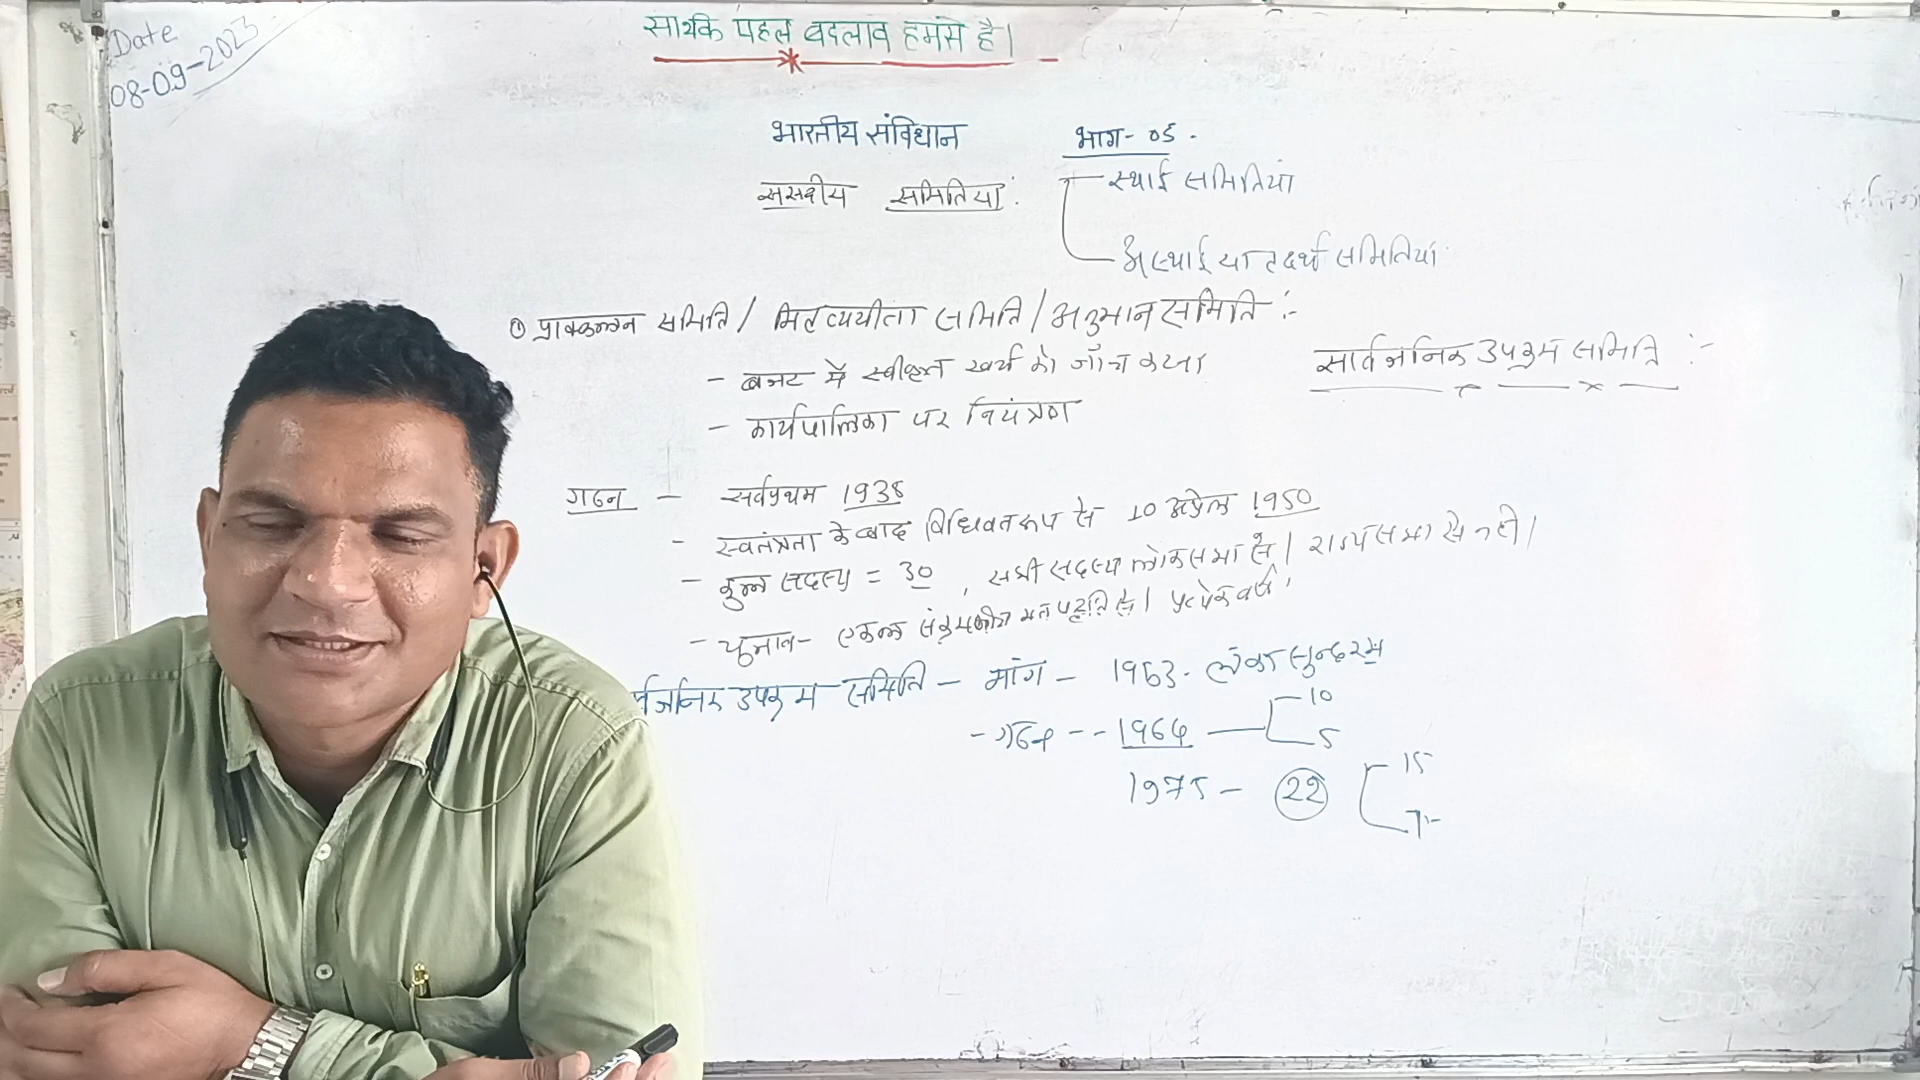 Date
08-09-2023
सार्थक पहल बदलाव हमसे है।
भारतीय संविधान भाग- 05.
संसदीय समितियां:
स्थाई समितियां
अस्थाई या तदर्थ समितियां
① प्राक्कलन समिति / मितव्ययीता समिति / अनुमान समिति :-
- बजट में स्वीकृत खर्च की जाँच करना
- कार्यपालिका पर नियंत्रण
सार्वजनिक उपक्रम समिति :-
गठन - सर्वप्रथम 1938
- स्वतंत्रता के बाद विधिवत रूप से 10 अप्रैल 1950
- कुल सदस्य = 30, सभी सदस्य लोकसभा से। राज्यसभा से नहीं।
- चुनाव- एकल संक्रमणीय मत पद्धति से। प्रत्येक वर्ष
र्वजनिक उपक्रम समिति - मांग - 1953. लंका सुन्दरम
- गठन -- 1964
10
5
1975 - 22
15
7